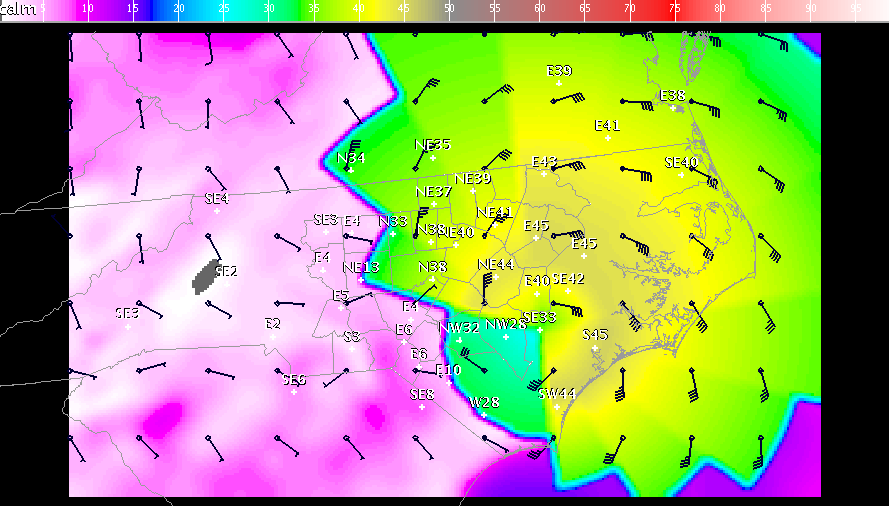 calm 5 10 15 20 25 30 35 40 45 50 55 60 65 70 75 80 85 90 95
E39
E38
E41
NE35
N34 E43 SE40
NE39
SE4 NE37
NE41
SE3 E4 N33 N38 NE40 E45
E45
E4 NE13 N38 NE44
SE2 E40 SE42
E5
SE3 E4 SE33
E2 NW28
S3 E6 NW32 S45
E6
E10
SE6 SE8 W28 SW44